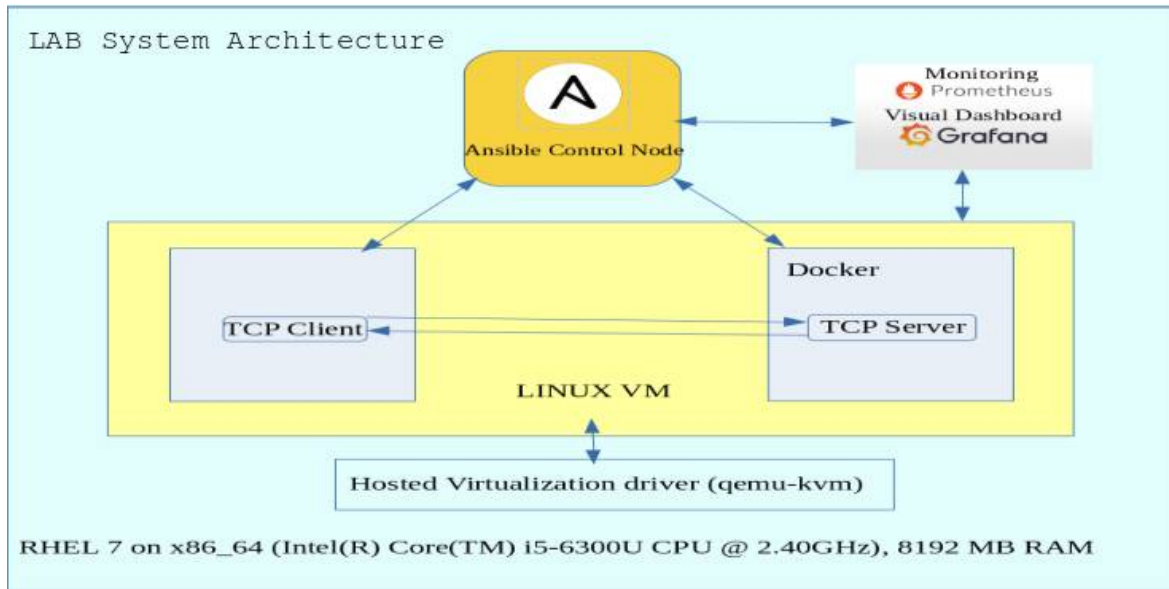 LAB System Architecture
Monitoring
Prometheus
Visual Dashboard
Grafana
A
Ansible Control Node
Docker
TCP Client
TCP Server
LINUX VM
Hosted Virtualization driver (qemu-kvm)
RHEL 7 on x86_64 (Intel(R) Core(TM) i5-6300U CPU @ 2.40GHz), 8192 MB RAM